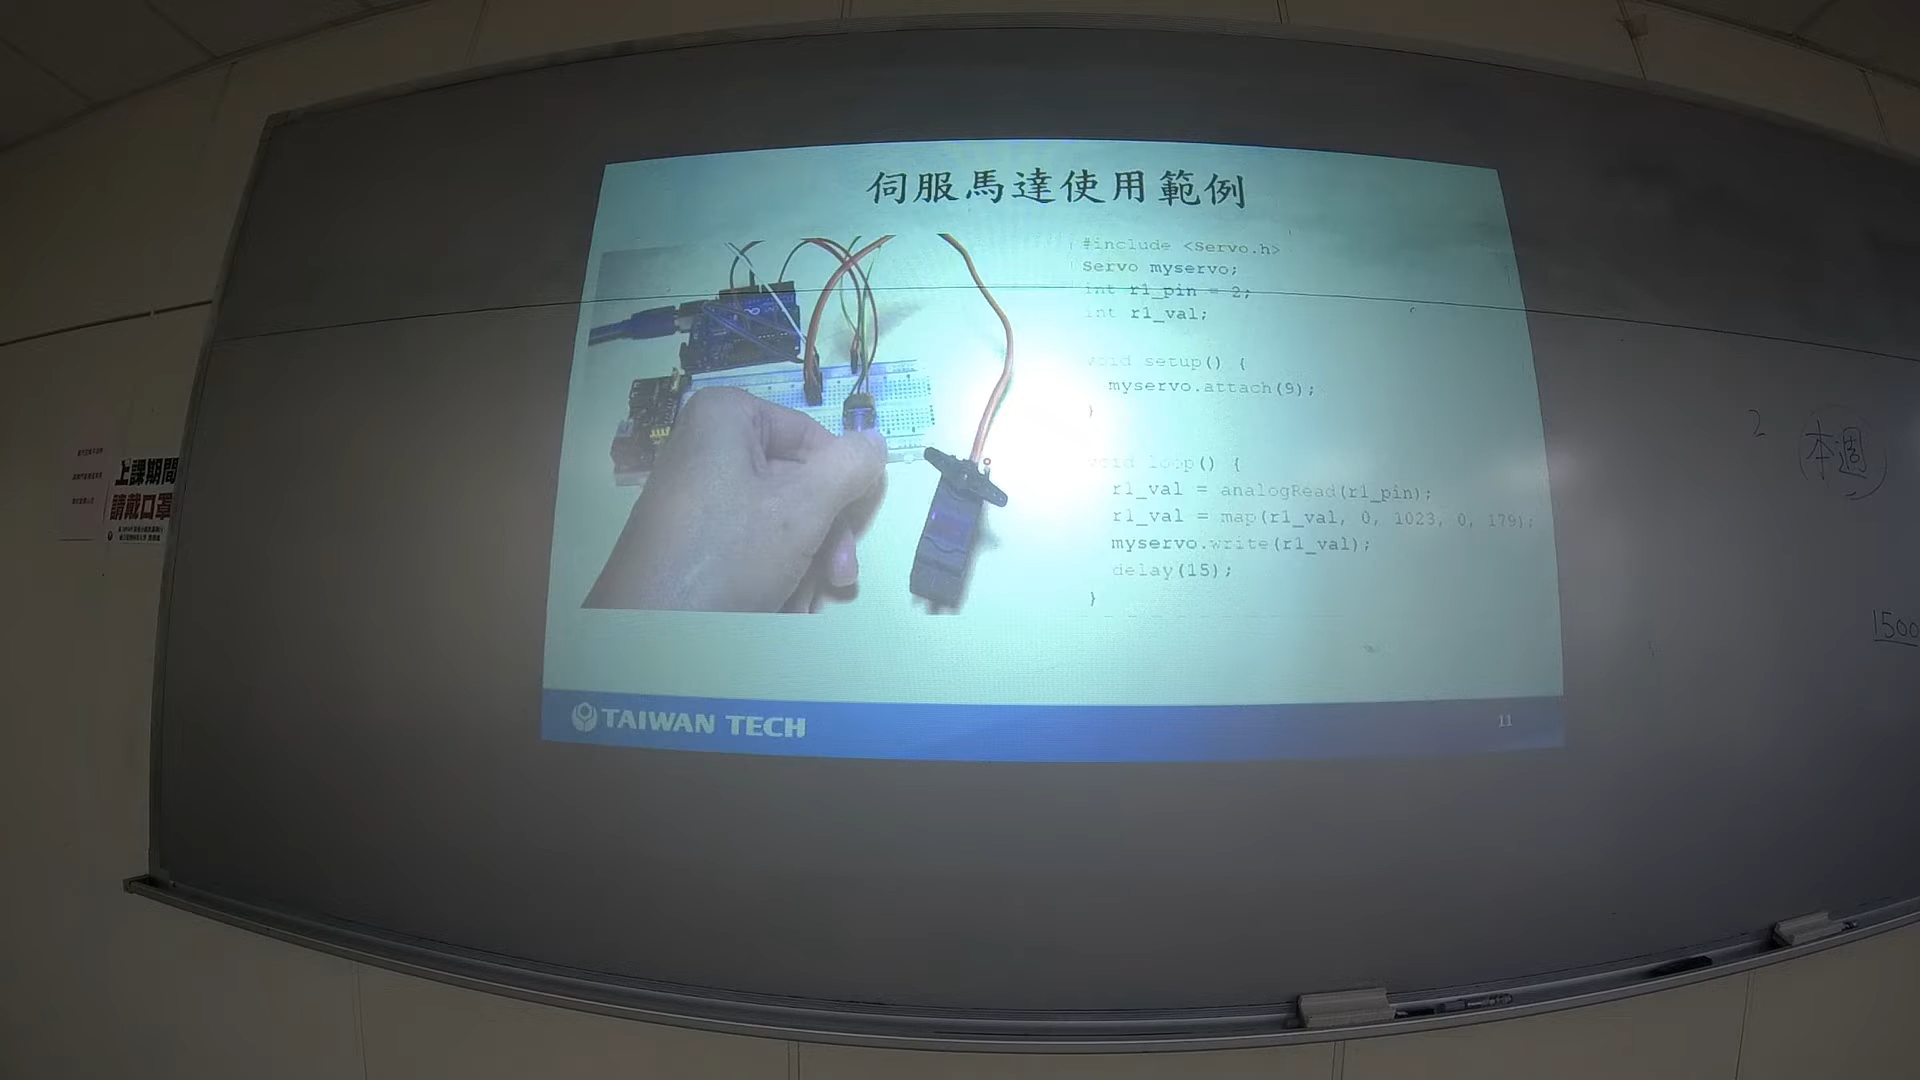 伺服馬達使用範例
#include <Servo.h>
Servo myservo;
int r1_pin = 2;
int r1_val;
void setup() {
myservo.attach(9);
}
void loop() {
r1_val = analogRead(r1_pin);
r1_val = map(r1_val, 0, 1023, 0, 179);
myservo.write(r1_val);
delay(15);
}
TAIWAN TECH
11
上課期間
請戴口罩
2
本週
1500